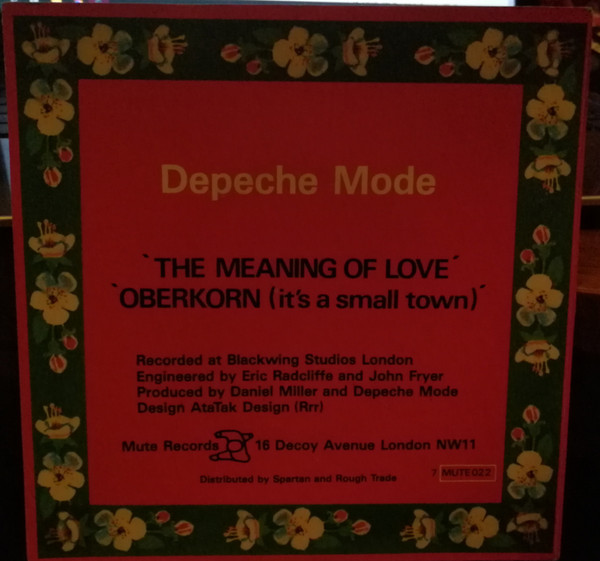 Depeche Mode
`THE MEANING OF LOVE´
`OBERKORN (it's a small town)´
Recorded at Blackwing Studios London
Engineered by Eric Radcliffe and John Fryer
Produced by Daniel Miller and Depeche Mode
Design AtaTak Design (Rrr)
Mute Records 16 Decoy Avenue London NW11
7 MUTE022
Distributed by Spartan and Rough Trade